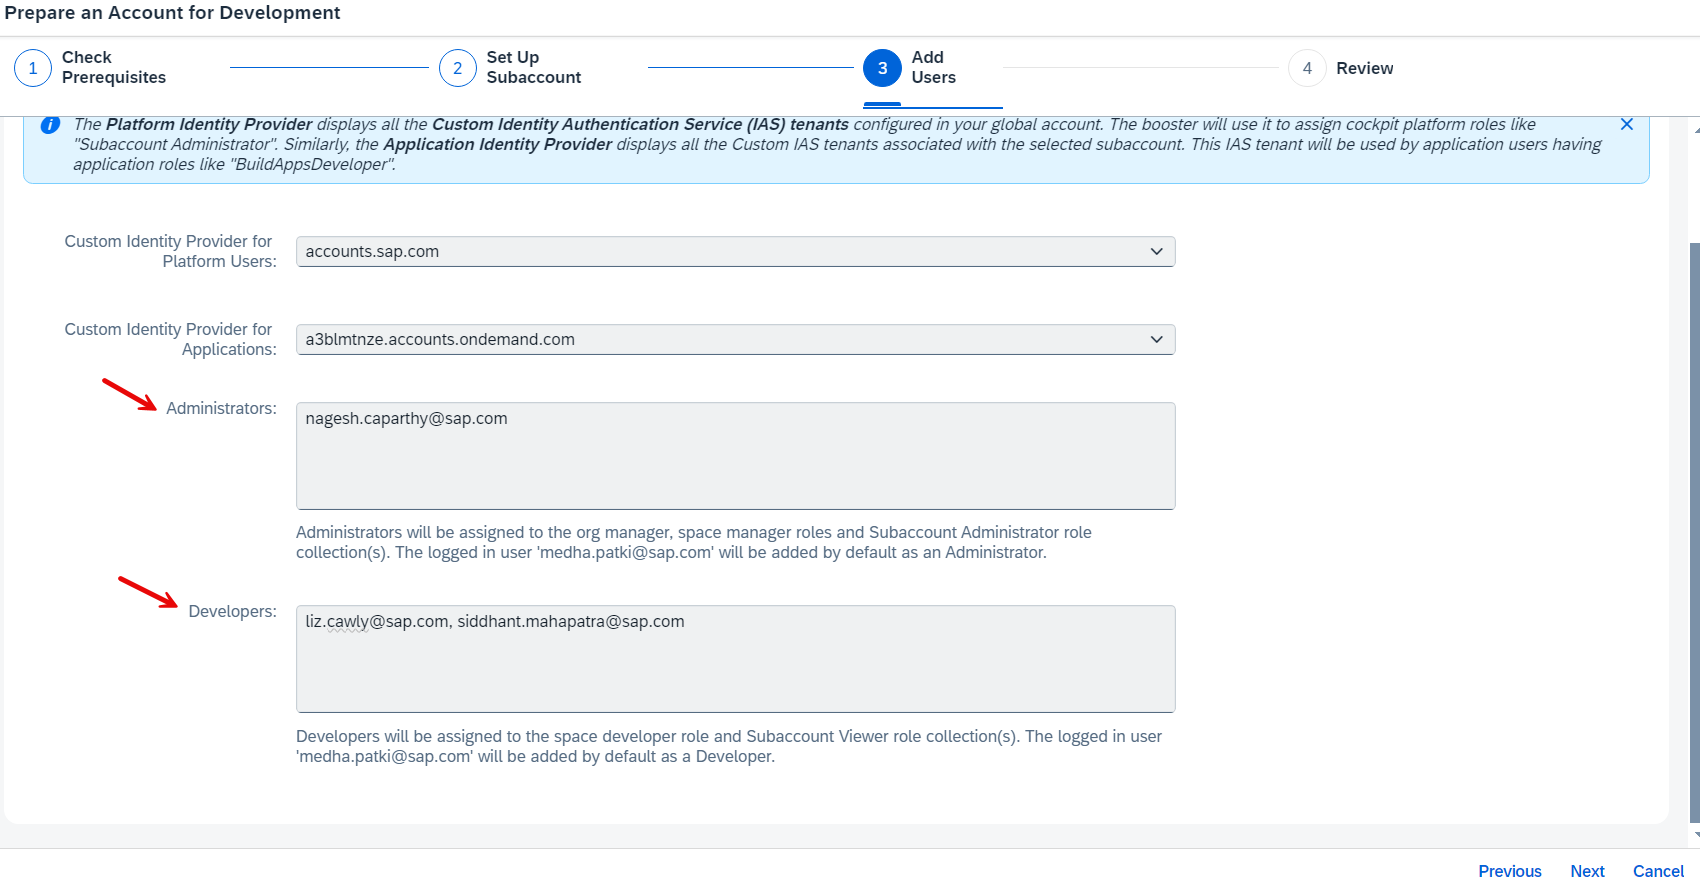 Prepare an Account for Development
1
Check
Prerequisites
2
Set Up
Subaccount
3
Add
Users
4
Review
The Platform Identity Provider displays all the Custom Identity Authentication Service (IAS) tenants configured in your global account. The booster will use it to assign cockpit platform roles like
"Subaccount Administrator". Similarly, the Application Identity Provider displays all the Custom IAS tenants associated with the selected subaccount. This IAS tenant will be used by application users having
application roles like "BuildAppsDeveloper".
Custom Identity Provider for
Platform Users:
accounts.sap.com
Custom Identity Provider for
Applications:
a3blmtnze.accounts.ondemand.com
Administrators:
nagesh.caparthy@sap.com
Administrators will be assigned to the org manager, space manager roles and Subaccount Administrator role
collection(s). The logged in user 'medha.patki@sap.com' will be added by default as an Administrator.
Developers:
liz.cawly@sap.com, siddhant.mahapatra@sap.com
Developers will be assigned to the space developer role and Subaccount Viewer role collection(s). The logged in user
'medha.patki@sap.com' will be added by default as a Developer.
Previous
Next
Cancel